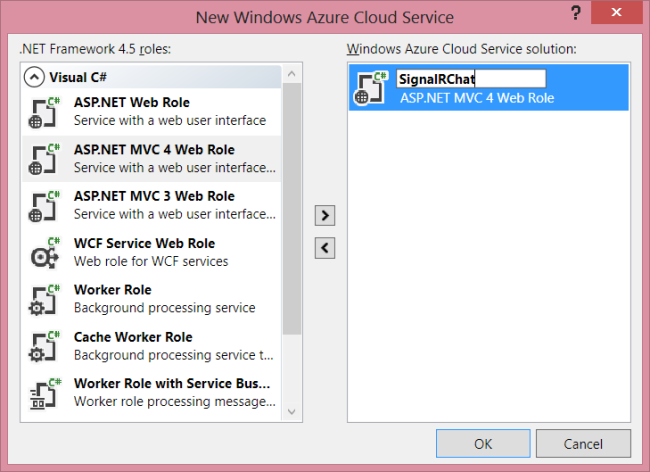 New Windows Azure Cloud Service
? ×
.NET Framework 4.5 roles:
Visual C#
C# ASP.NET Web Role
Service with a web user interface
C# ASP.NET MVC 4 Web Role
Service with a web user interface...
C# ASP.NET MVC 3 Web Role
Service with a web user interface...
C# WCF Service Web Role
Web role for WCF services
C# Worker Role
Background processing service
C# Cache Worker Role
Background processing service t...
C# Worker Role with Service Bus...
Worker role processing message...
>
<
Windows Azure Cloud Service solution:
C# SignalRChat
ASP.NET MVC 4 Web Role
OK
Cancel